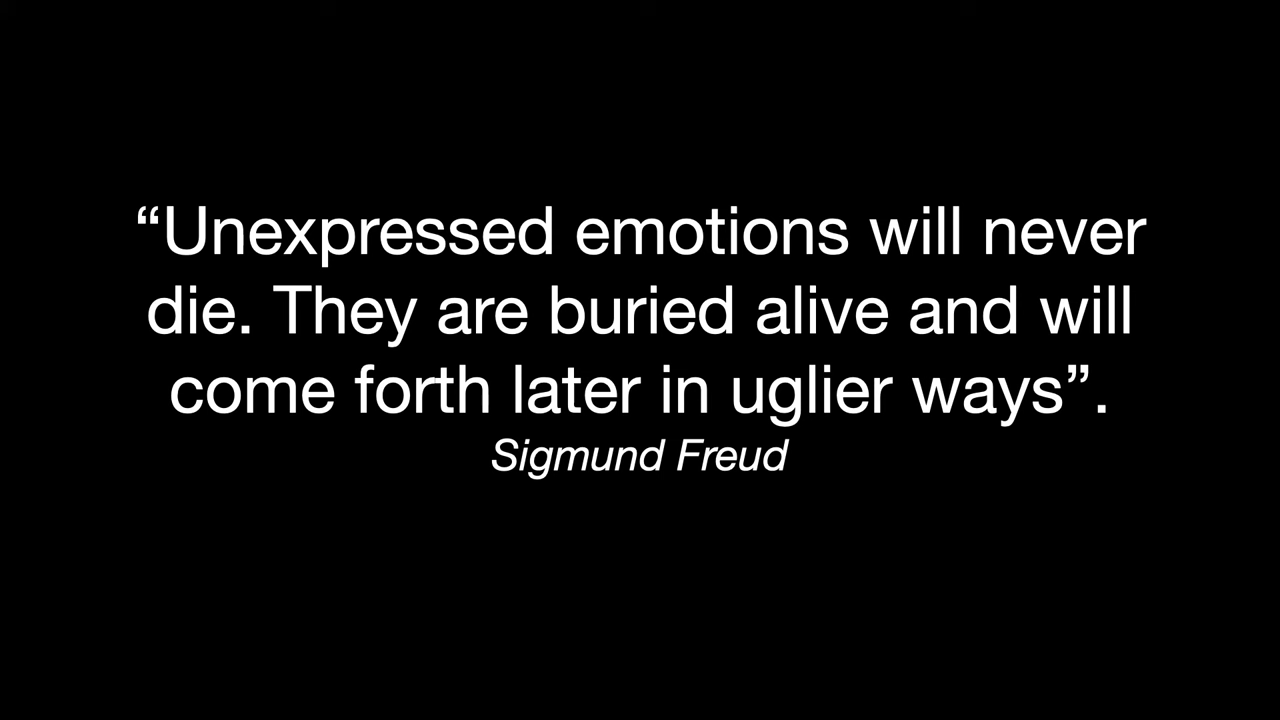 “Unexpressed emotions will never
die. They are buried alive and will
come forth later in uglier ways”.
Sigmund Freud